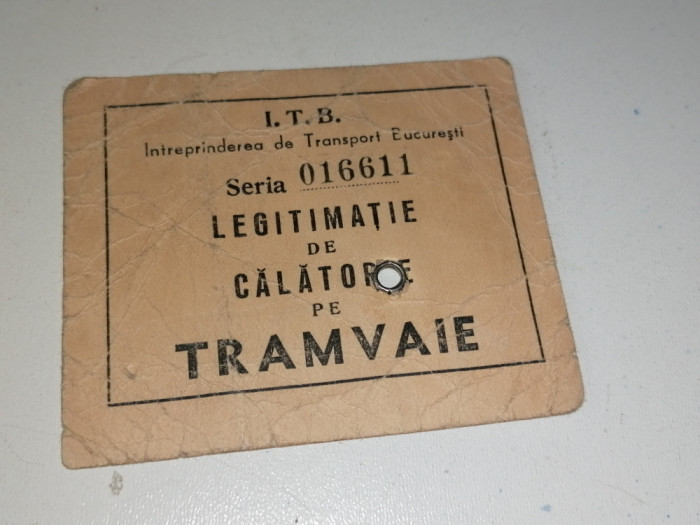 I. T. B.
Intreprinderea de Transport Bucureşti
Seria 016611
LEGITIMAŢIE
DE
CĂLĂTORIE
PE
TRAMVAIE